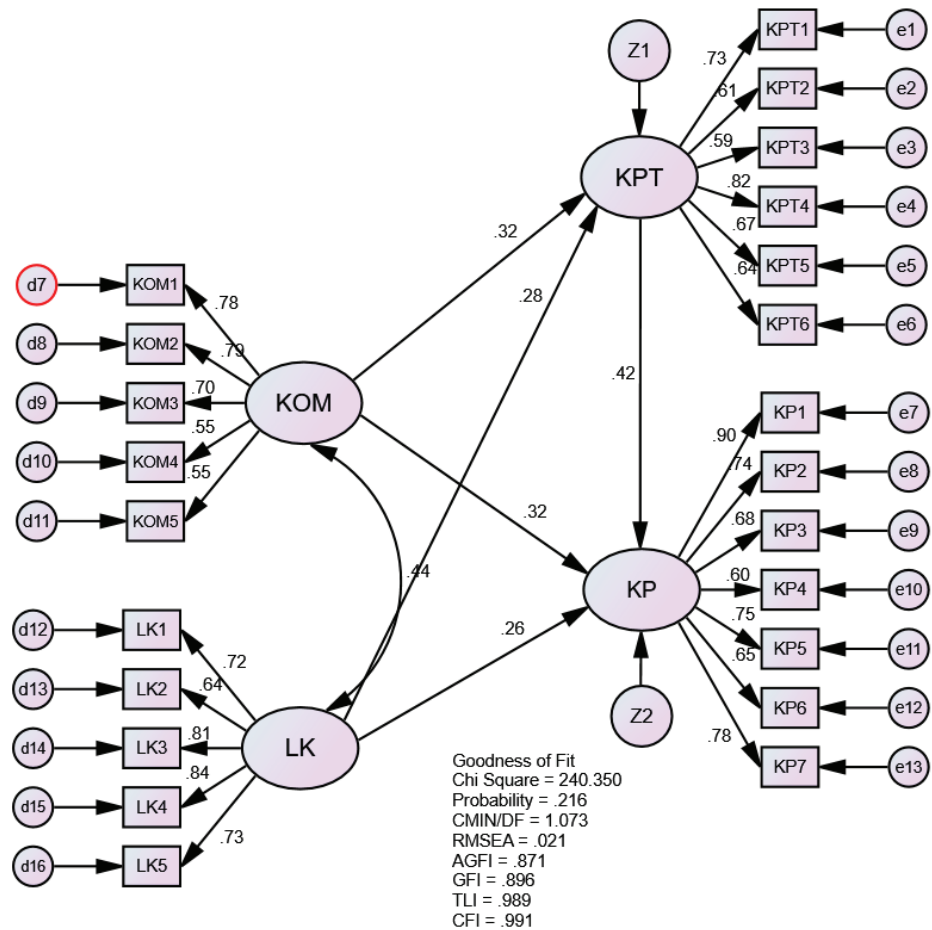 Z1
KPT
KPT1
e1
.73
KPT2
e2
.61
KPT3
e3
.59
KPT4
e4
.82
KPT5
e5
.67
KPT6
e6
.64
.32
.28
.42
d7
KOM1
.78
d8
KOM2
.79
d9
KOM3
.70
d10
KOM4
.55
d11
KOM5
.55
KOM
.32
.44
.26
KP
Z2
KP1
e7
.90
KP2
e8
.74
KP3
e9
.68
KP4
e10
.60
KP5
e11
.75
KP6
e12
.65
KP7
e13
.78
d12
LK1
.72
d13
LK2
.64
d14
LK3
.81
d15
LK4
.84
d16
LK5
.73
LK
Goodness of Fit
Chi Square = 240.350
Probability = .216
CMIN/DF = 1.073
RMSEA = .021
AGFI = .871
GFI = .896
TLI = .989
CFI = .991